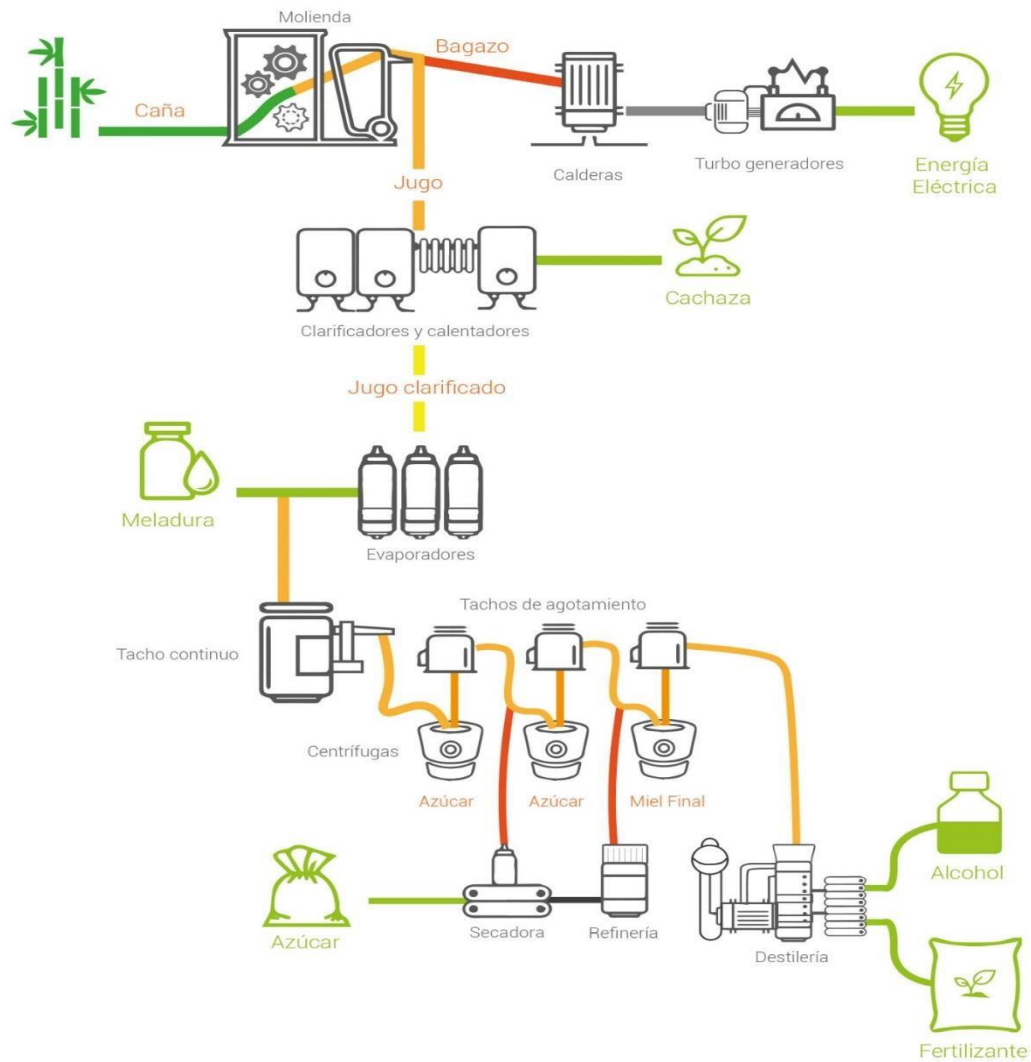 Molienda
Bagazo
Caña
Calderas
Turbo generadores
Energía
Eléctrica
Jugo
Cachaza
Clarificadores y calentadores
Jugo clarificado
Meladura
Evaporadores
Tachos de agotamiento
Tacho continuo
Centrífugas
Azúcar
Azúcar
Miel Final
Alcohol
Azúcar
Secadora
Refinería
Destilería
Fertilizante